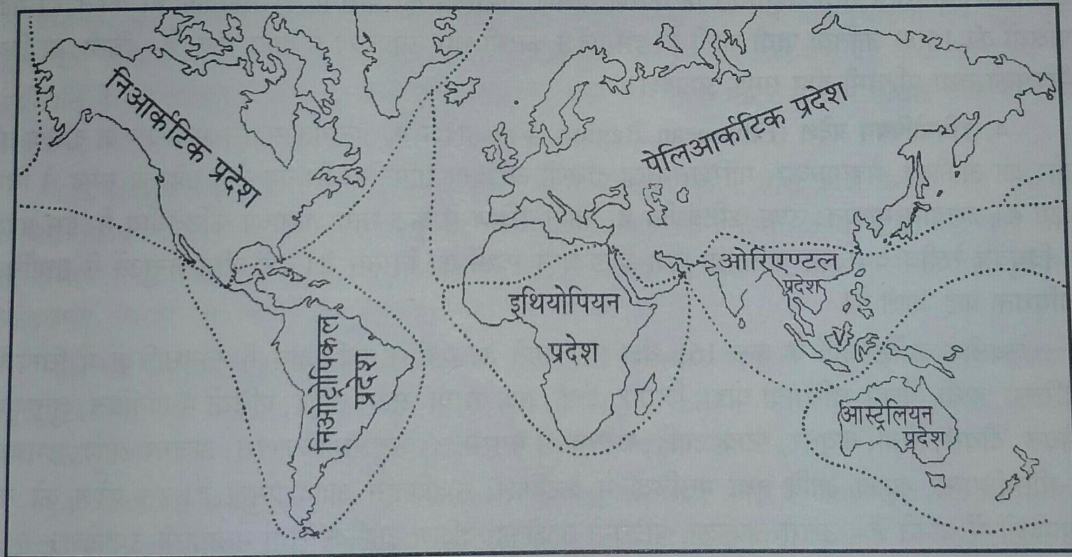 निआर्कटिक प्रदेश
पेलिआर्कटिक प्रदेश
ओरिएण्टल
प्रदेश
इथियोपियन
प्रदेश
निओट्रोपिकल
प्रदेश
आस्ट्रेलियन
प्रदेश